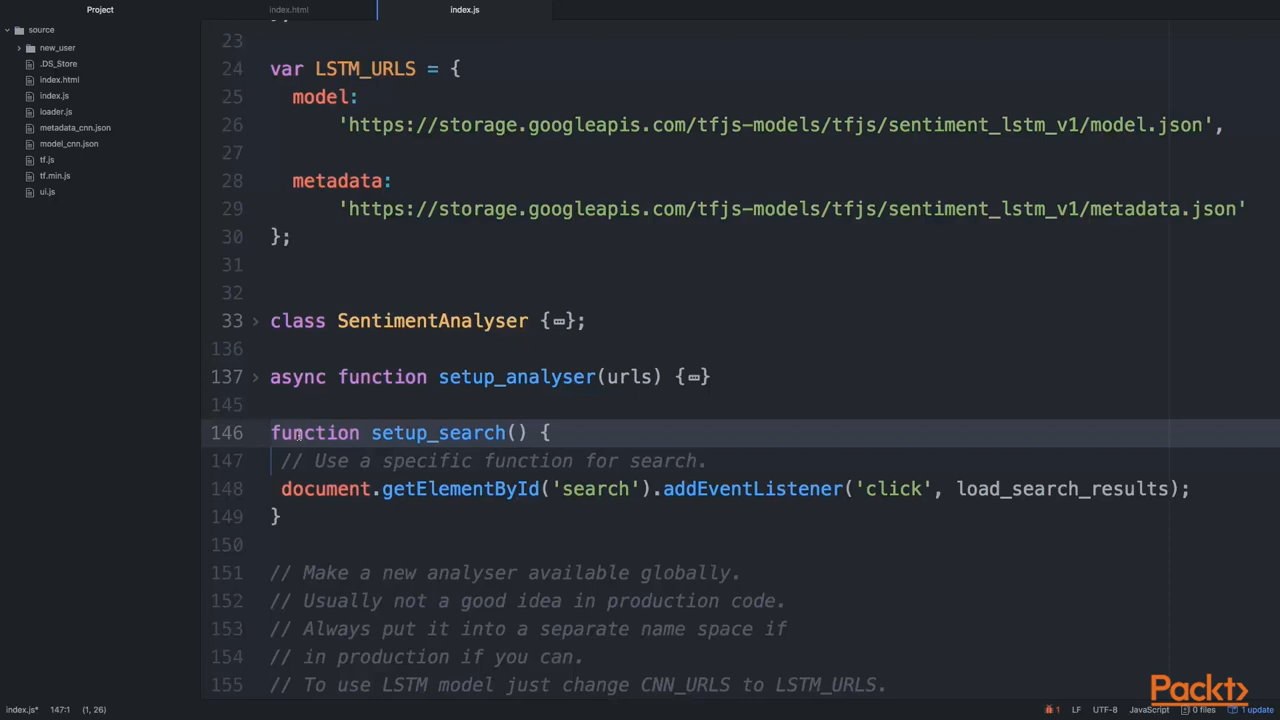 Project
index.html
index.js
source
new_user
.DS_Store
index.html
index.js
loader.js
metadata_cnn.json
model_cnn.json
tf.js
tf.min.js
ui.js
23
24 var LSTM_URLS = {
25 model:
26 'https://storage.googleapis.com/tfjs-models/tfjs/sentiment_lstm_v1/model.json',
27
28 metadata:
29 'https://storage.googleapis.com/tfjs-models/tfjs/sentiment_lstm_v1/metadata.json'
30 };
31
32
33 class SentimentAnalyser {…};
136
137 async function setup_analyser(urls) {…}
145
146 function setup_search() {
147 // Use a specific function for search.
148 document.getElementById('search').addEventListener('click', load_search_results);
149 }
150
151 // Make a new analyser available globally.
152 // Usually not a good idea in production code.
153 // Always put it into a separate name space if
154 // in production if you can.
155 // To use LSTM model just change CNN_URLS to LSTM_URLS.
Packt>
index.js* 147:1 (1, 26) 1 LF UTF-8 JavaScript 0 files 1 update